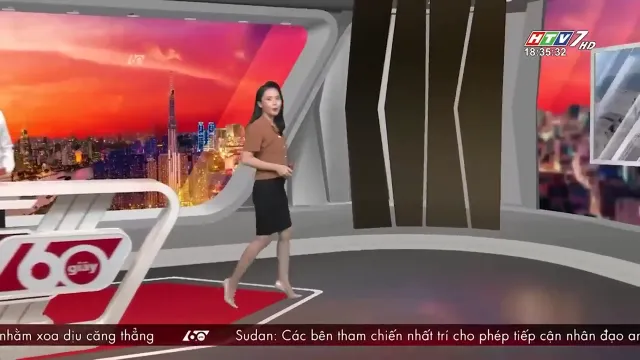 HTV7 HD
18:35:32
60 giây
nhằm xoa dịu căng thẳng 60 Sudan: Các bên tham chiến nhất trí cho phép tiếp cận nhân đạo